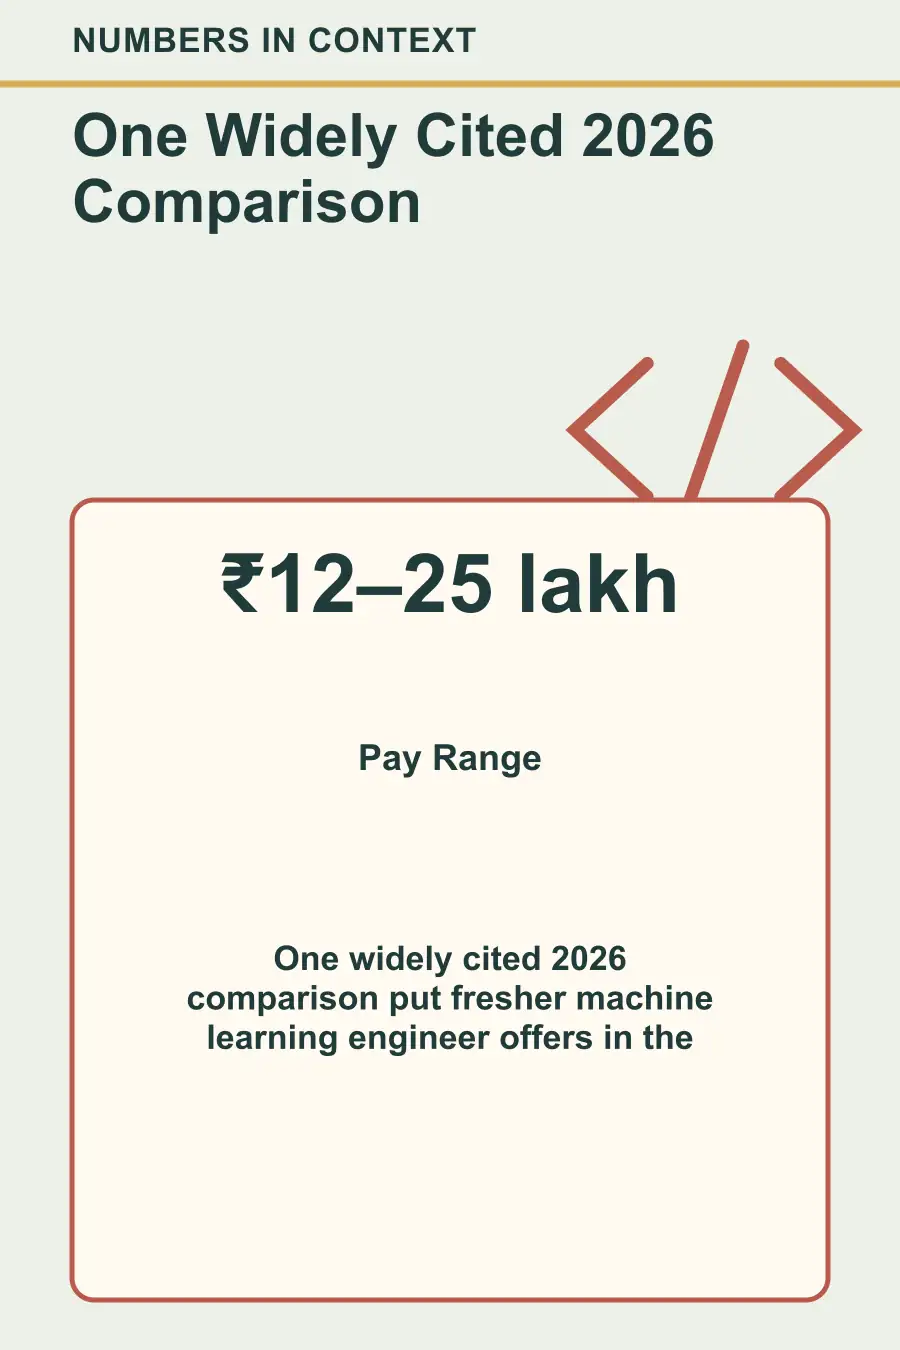 NUMBERS IN CONTEXT
One Widely Cited 2026
Comparison
₹12–25 lakh
Pay Range
One widely cited 2026
comparison put fresher machine
learning engineer offers in the